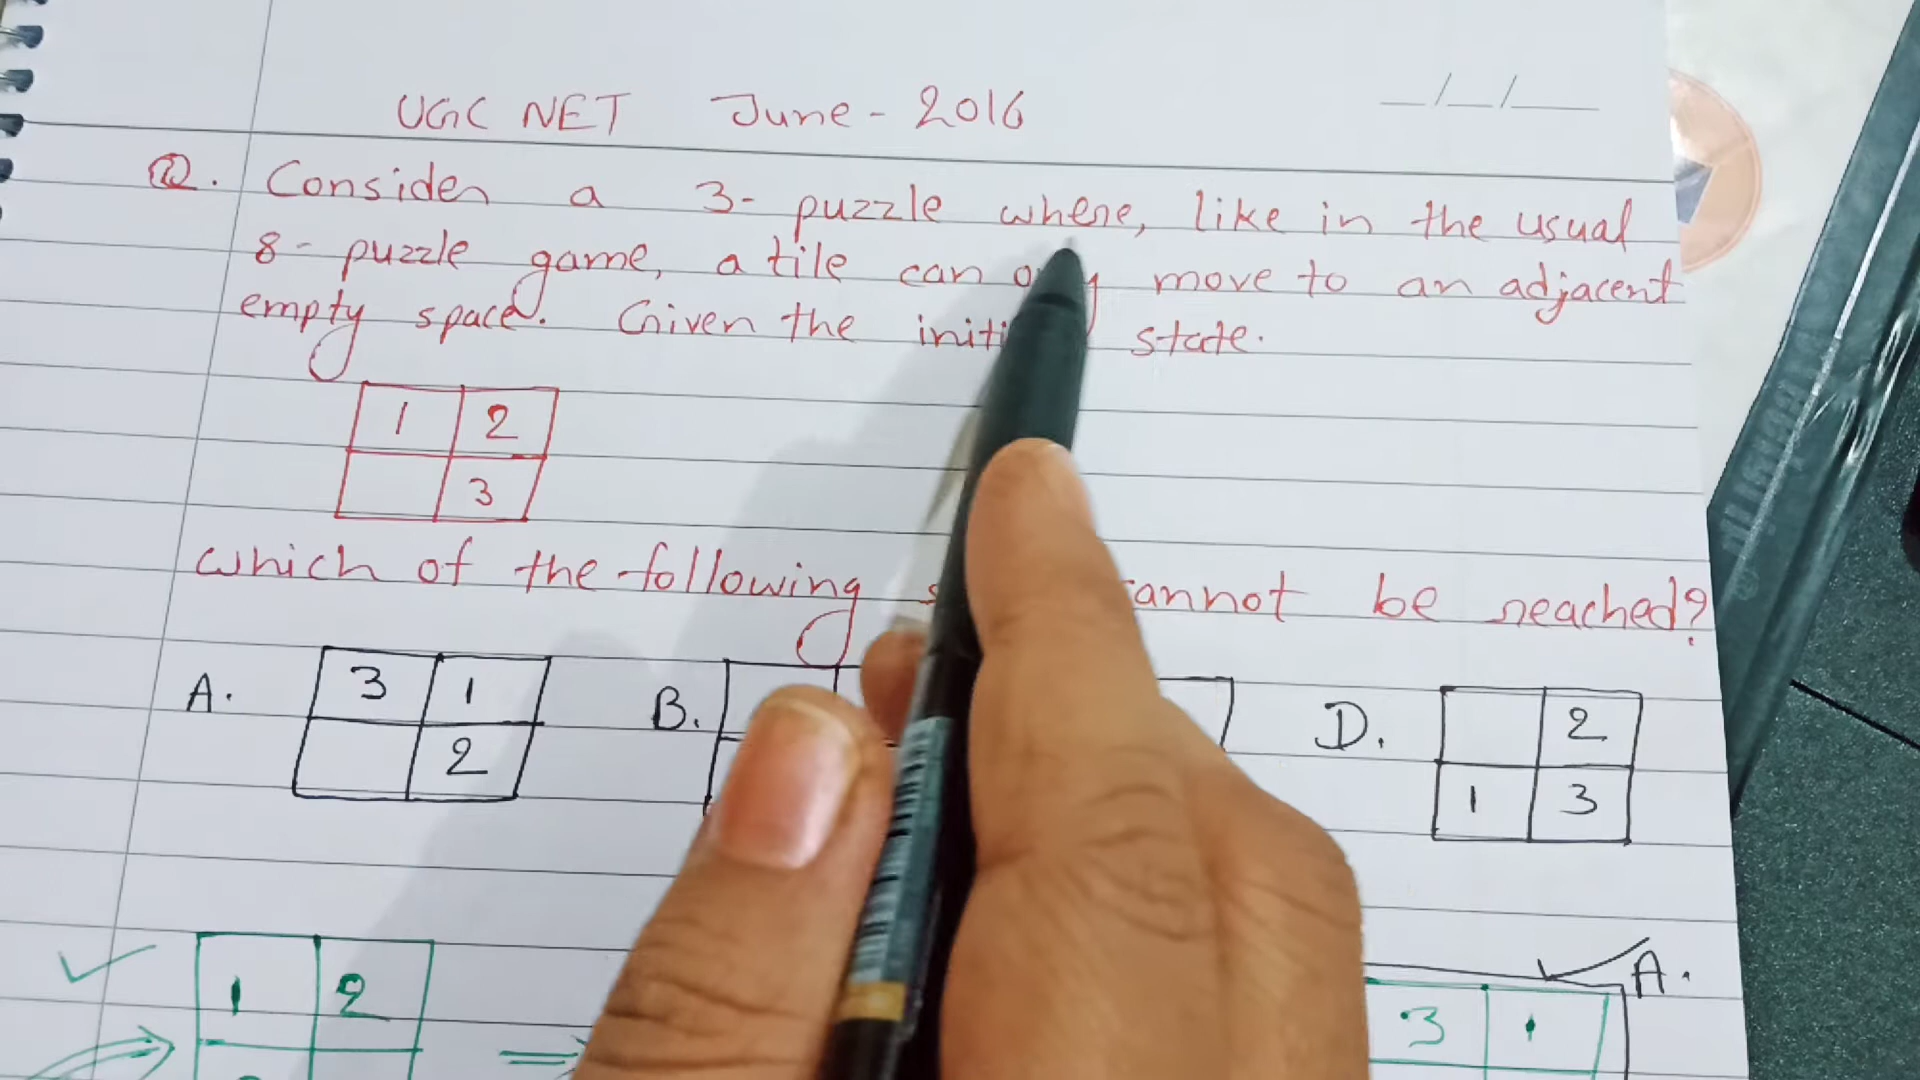 UGC NET June - 2016
_/_/_
Q. Consider a 3- puzzle where, like in the usual
8- puzzle game, a tile can move to an adjacent
empty space. Given the state.
1 2
3
which of the following cannot be reached?
A. 3 1 B. D. 2
2 1 3
1 2
A.
3 1